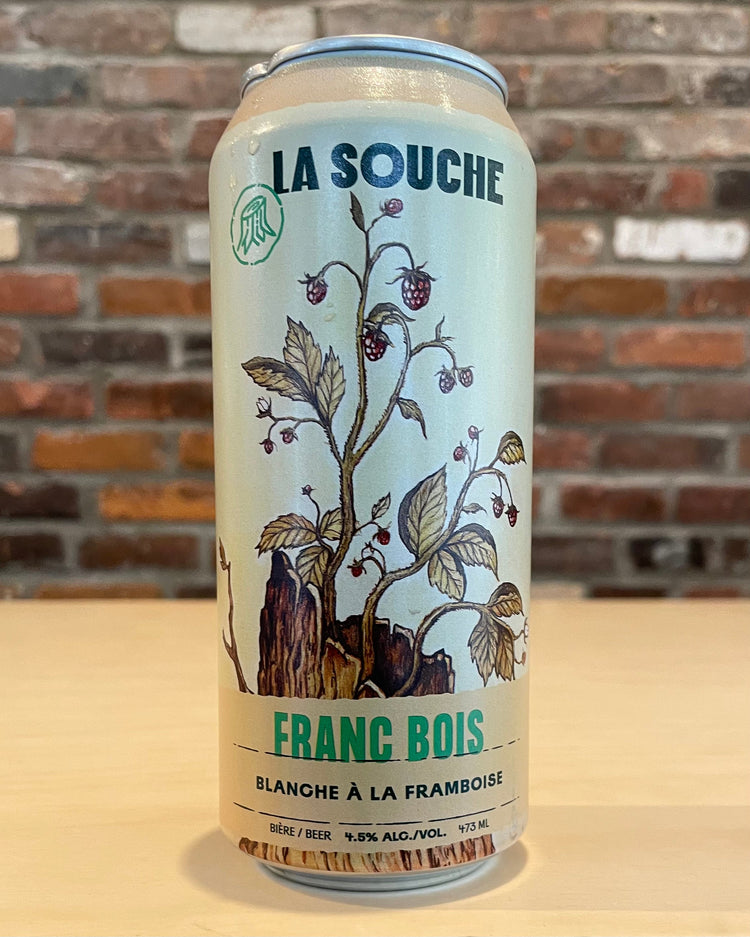 LA SOUCHE
FRANC BOIS
BLANCHE À LA FRAMBOISE
BIÈRE / BEER 4.5% ALC./VOL. 473 ML